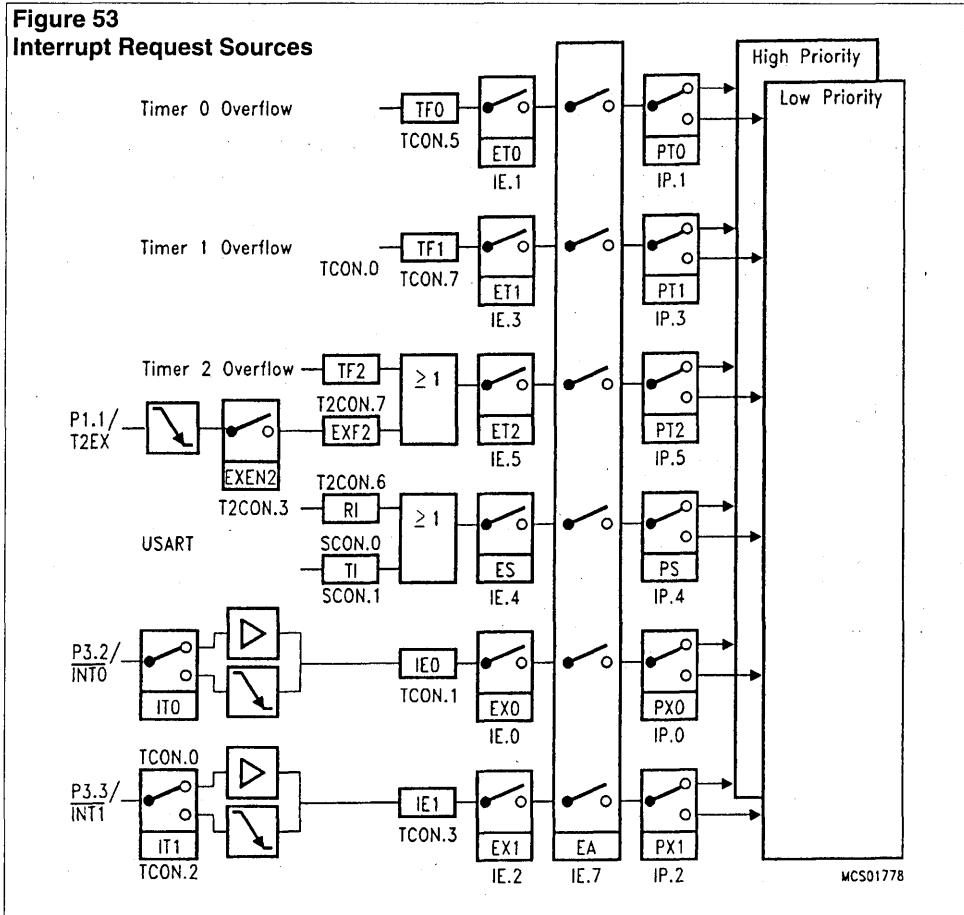 Figure 53
Interrupt Request Sources
High Priority
Low Priority
Timer 0 Overflow
TF0
TCON.5
ET0
IE.1
PT0
IP.1
Timer 1 Overflow
TCON.0
TF1
TCON.7
ET1
IE.3
PT1
IP.3
Timer 2 Overflow
TF2
T2CON.7
≥1
P1.1/
T2EX
EXEN2
T2CON.3
EXF2
T2CON.6
ET2
IE.5
PT2
IP.5
USART
RI
SCON.0
TI
SCON.1
≥1
ES
IE.4
PS
IP.4
P3.2/
INT0
IT0
TCON.0
IE0
TCON.1
EX0
IE.0
PX0
IP.0
P3.3/
INT1
IT1
TCON.2
IE1
TCON.3
EX1
IE.2
EA
IE.7
PX1
IP.2
MCS01778